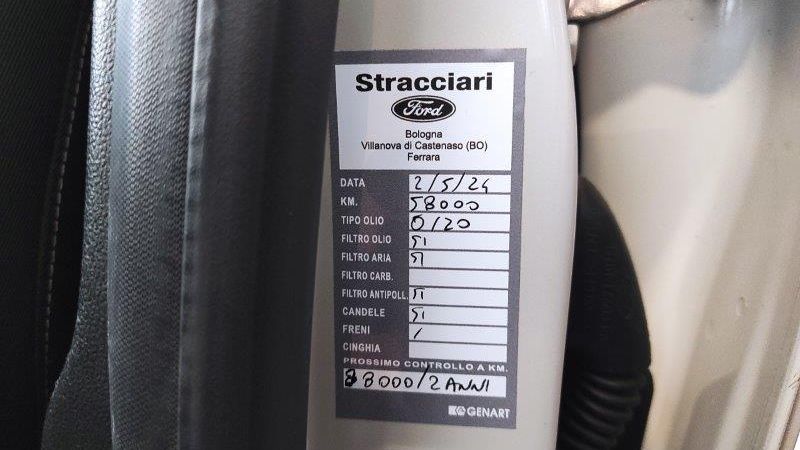 Stracciari
Ford
Bologna
Villanova di Castenaso (BO)
Ferrara
DATA 2/5/24
KM. 58000
TIPO OLIO 0/20
FILTRO OLIO SI
FILTRO ARIA SI
FILTRO CARB.
FILTRO ANTIPOLL. SI
CANDELE SI
FRENI /
CINGHIA
PROSSIMO CONTROLLO A KM.
88000/2 ANNI
GENART